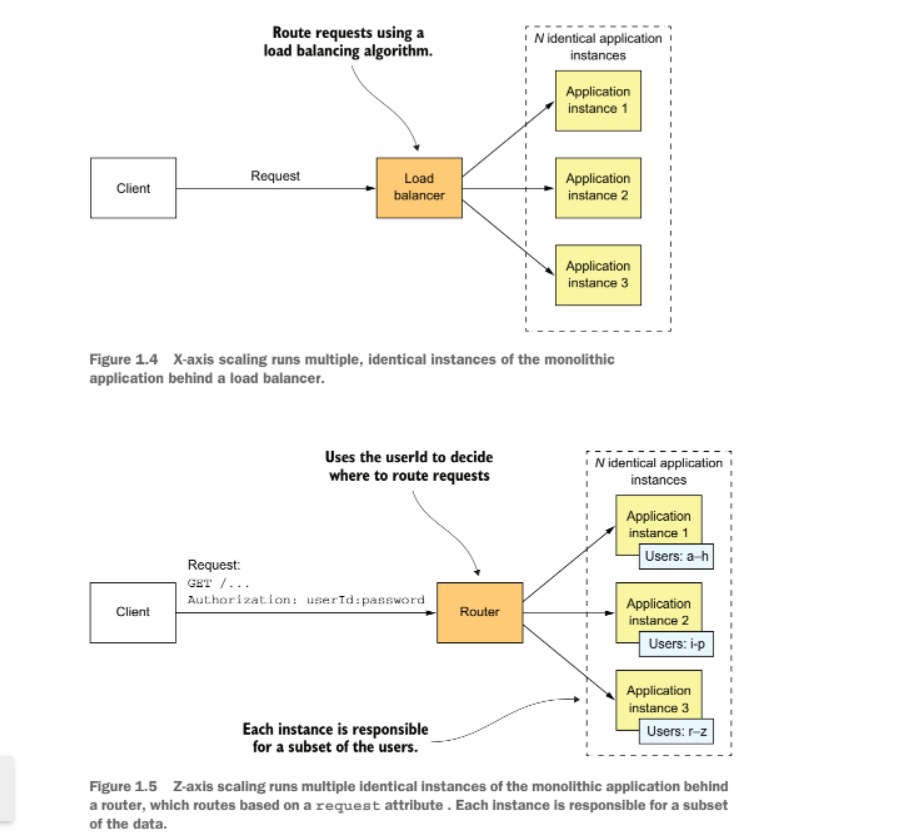 Route requests using a
load balancing algorithm.
N identical application
instances
Application
instance 1
Client
Request
Load
balancer
Application
instance 2
Application
instance 3
Figure 1.4 X-axis scaling runs multiple, identical instances of the monolithic
application behind a load balancer.
Uses the userId to decide
where to route requests
N identical application
instances
Application
instance 1
Users: a–h
Request:
GET /...
Authorization: userId:password
Client
Router
Application
instance 2
Users: i-p
Application
instance 3
Users: r–z
Each instance is responsible
for a subset of the users.
Figure 1.5 Z-axis scaling runs multiple identical instances of the monolithic application behind
a router, which routes based on a request attribute . Each instance is responsible for a subset
of the data.